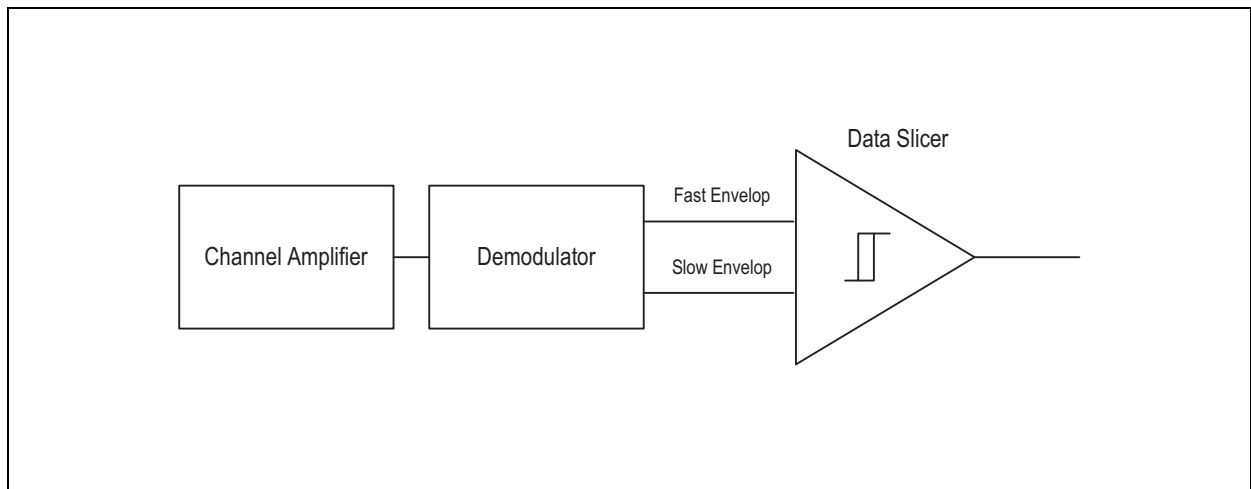 Data Slicer
Fast Envelop
Channel Amplifier
Demodulator
Slow Envelop